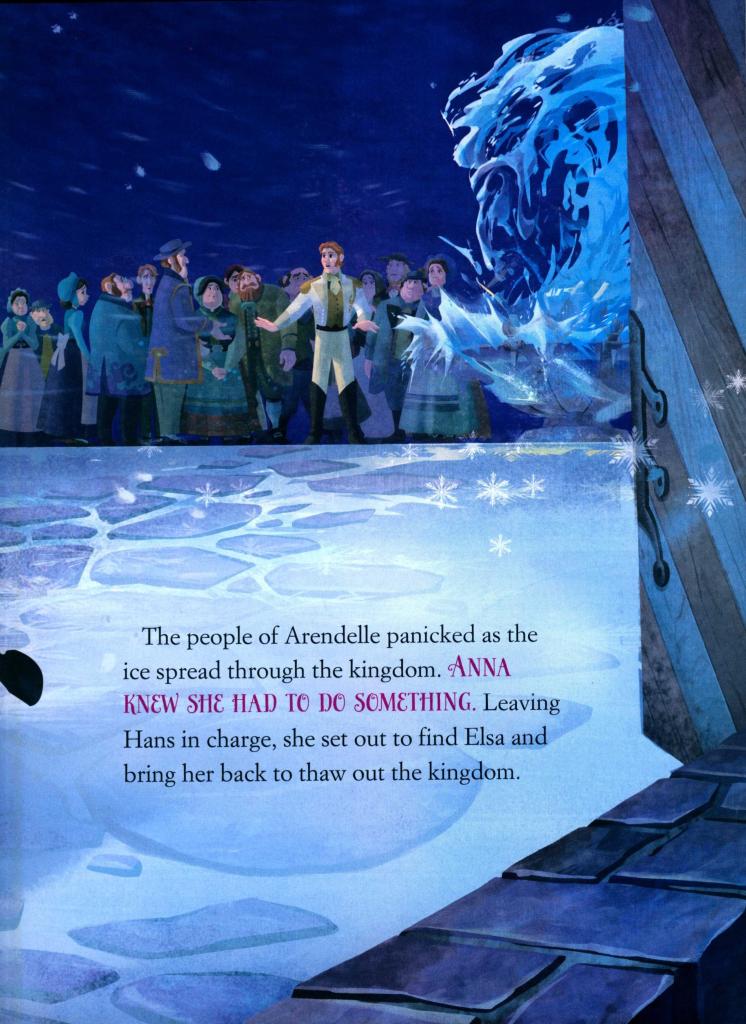 The people of Arendelle panicked as the
ice spread through the kingdom. ANNA
KNEW SHE HAD TO DO SOMETHING. Leaving
Hans in charge, she set out to find Elsa and
bring her back to thaw out the kingdom.